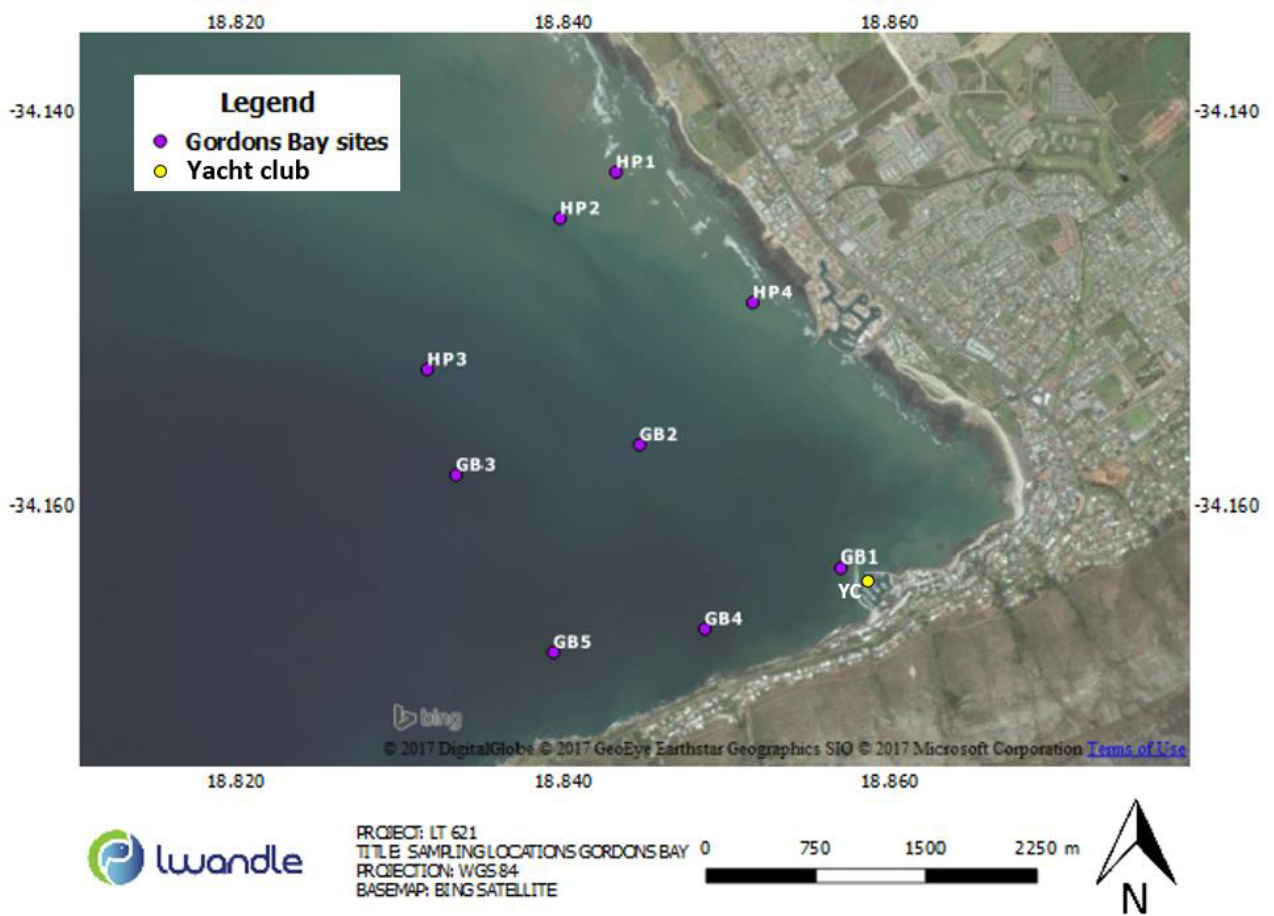 18.820 18.840 18.860
-34.140 -34.140
Legend
Gordons Bay sites
Yacht club
HP1
HP2
HP4
HP3
GB2
GB3
-34.160 -34.160
GB1
YC
GB4
GB5
bing
© 2017 DigitalGlobe © 2017 GeoEye Earthstar Geographics SIO © 2017 Microsoft Corporation Terms of Use
18.820 18.840 18.860
lwandle
PROJECT: LT 621
TITLE: SAMPLING LOCATIONS GORDONS BAY
PROJECTION: WGS 84
BASEMAP: BING SATELLITE
0 750 1500 2250 m
N